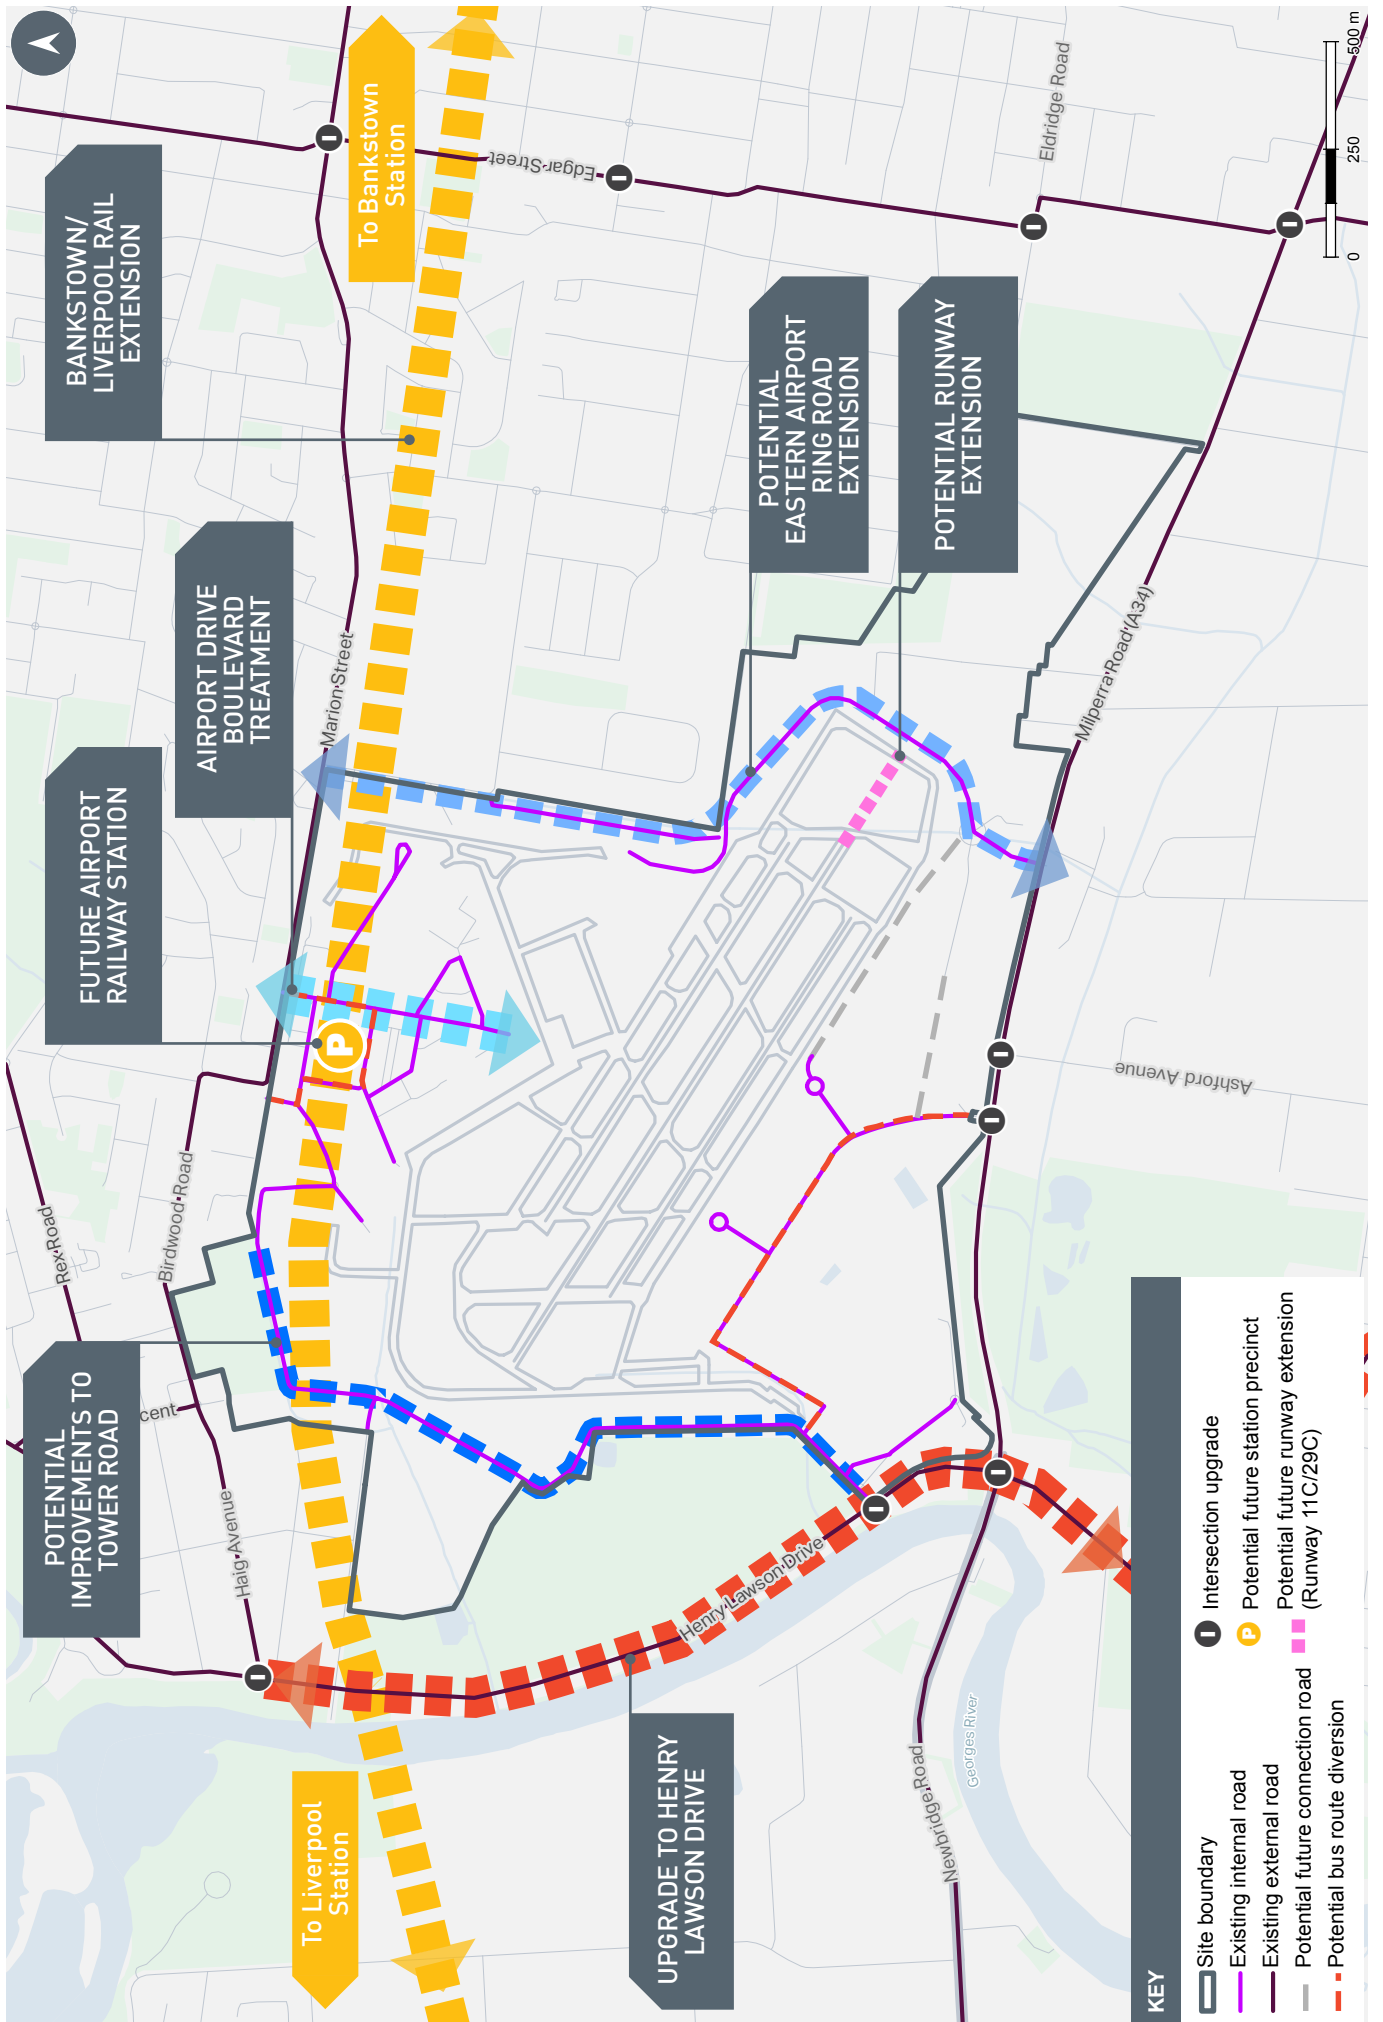 BANKSTOWN/
LIVERPOOL RAIL
EXTENSION
To Bankstown
Station
AIRPORT DRIVE
BOULEVARD
TREATMENT
FUTURE AIRPORT
RAILWAY STATION
POTENTIAL
IMPROVEMENTS TO
TOWER ROAD
To Liverpool
Station
UPGRADE TO HENRY
LAWSON DRIVE
POTENTIAL
EASTERN AIRPORT
RING ROAD
EXTENSION
POTENTIAL RUNWAY
EXTENSION
Rex Road
Birdwood Road
cent
Haig Avenue
Marion Street
Edgar Street
Eldridge Road
Milperra Road (A34)
Ashford Avenue
Henry Lawson Drive
Newbridge Road
Georges River
P
I
I
I
I
I
I
I
I
I
0
250
500 m
KEY
Site boundary
Existing internal road
Existing external road
Potential future connection road
Potential bus route diversion
I
Intersection upgrade
P
Potential future station precinct
Potential future runway extension
(Runway 11C/29C)